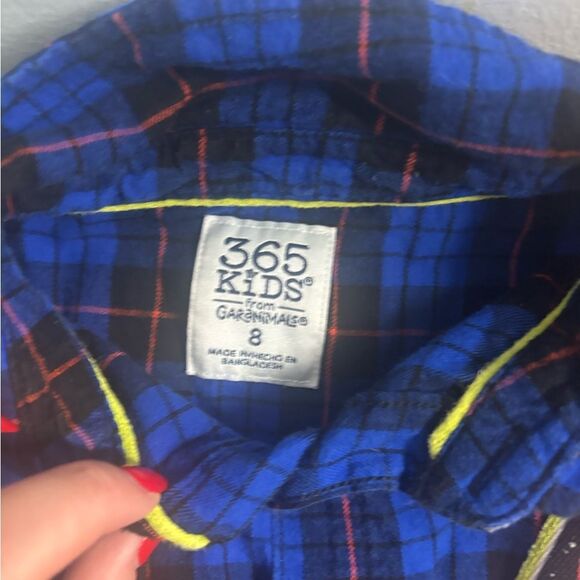 365
KiDS®
from
GARANIMALS®
8
MADE IN/HECHO EN
BANGLADESH